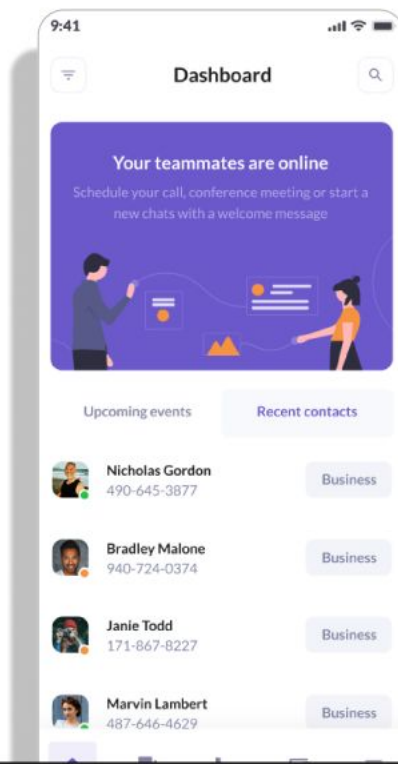 9:41
Dashboard
Your teammates are online
Schedule your call, conference meeting or start a
new chats with a welcome message
Upcoming events
Recent contacts
Nicholas Gordon
490-645-3877
Business
Bradley Malone
940-724-0374
Business
Janie Todd
171-867-8227
Business
Marvin Lambert
487-646-4629
Business